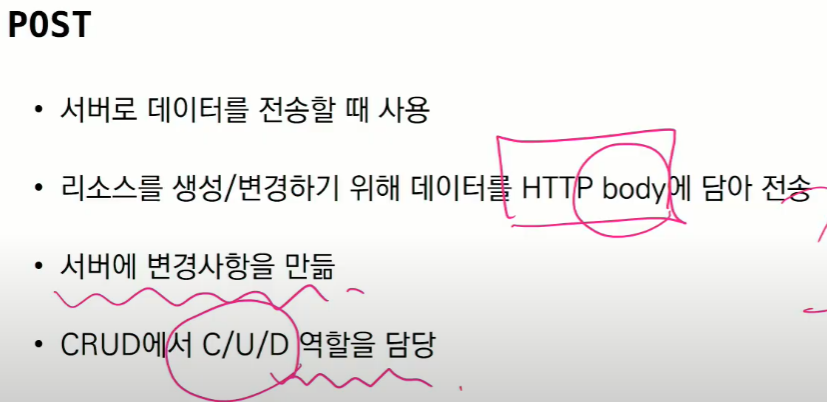 POST
• 서버로 데이터를 전송할 때 사용
• 리소스를 생성/변경하기 위해 데이터를 HTTP body에 담아 전송
• 서버에 변경사항을 만듦
• CRUD에서 C/U/D 역할을 담당